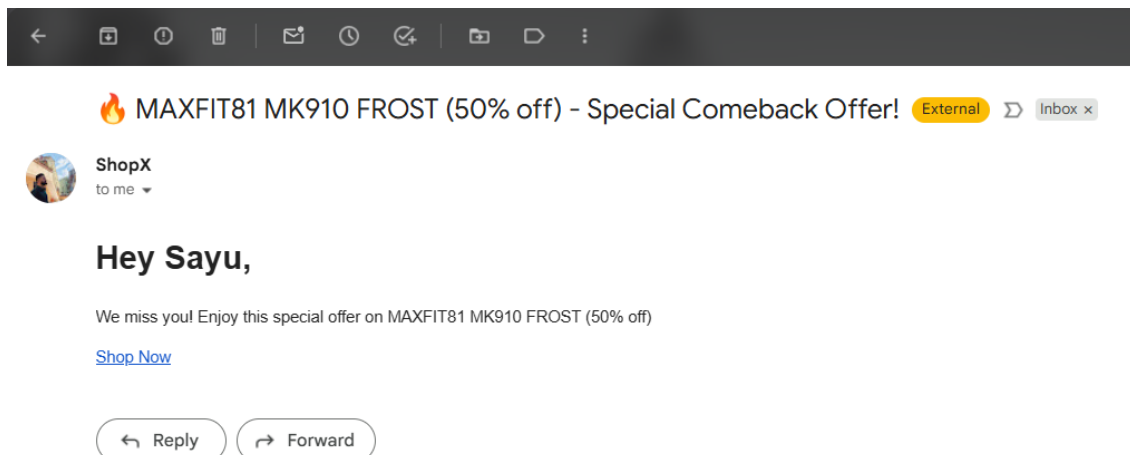 🔥 MAXFIT81 MK910 FROST (50% off) - Special Comeback Offer! External Inbox ×
ShopX
to me
Hey Sayu,
We miss you! Enjoy this special offer on MAXFIT81 MK910 FROST (50% off)
Shop Now
Reply Forward